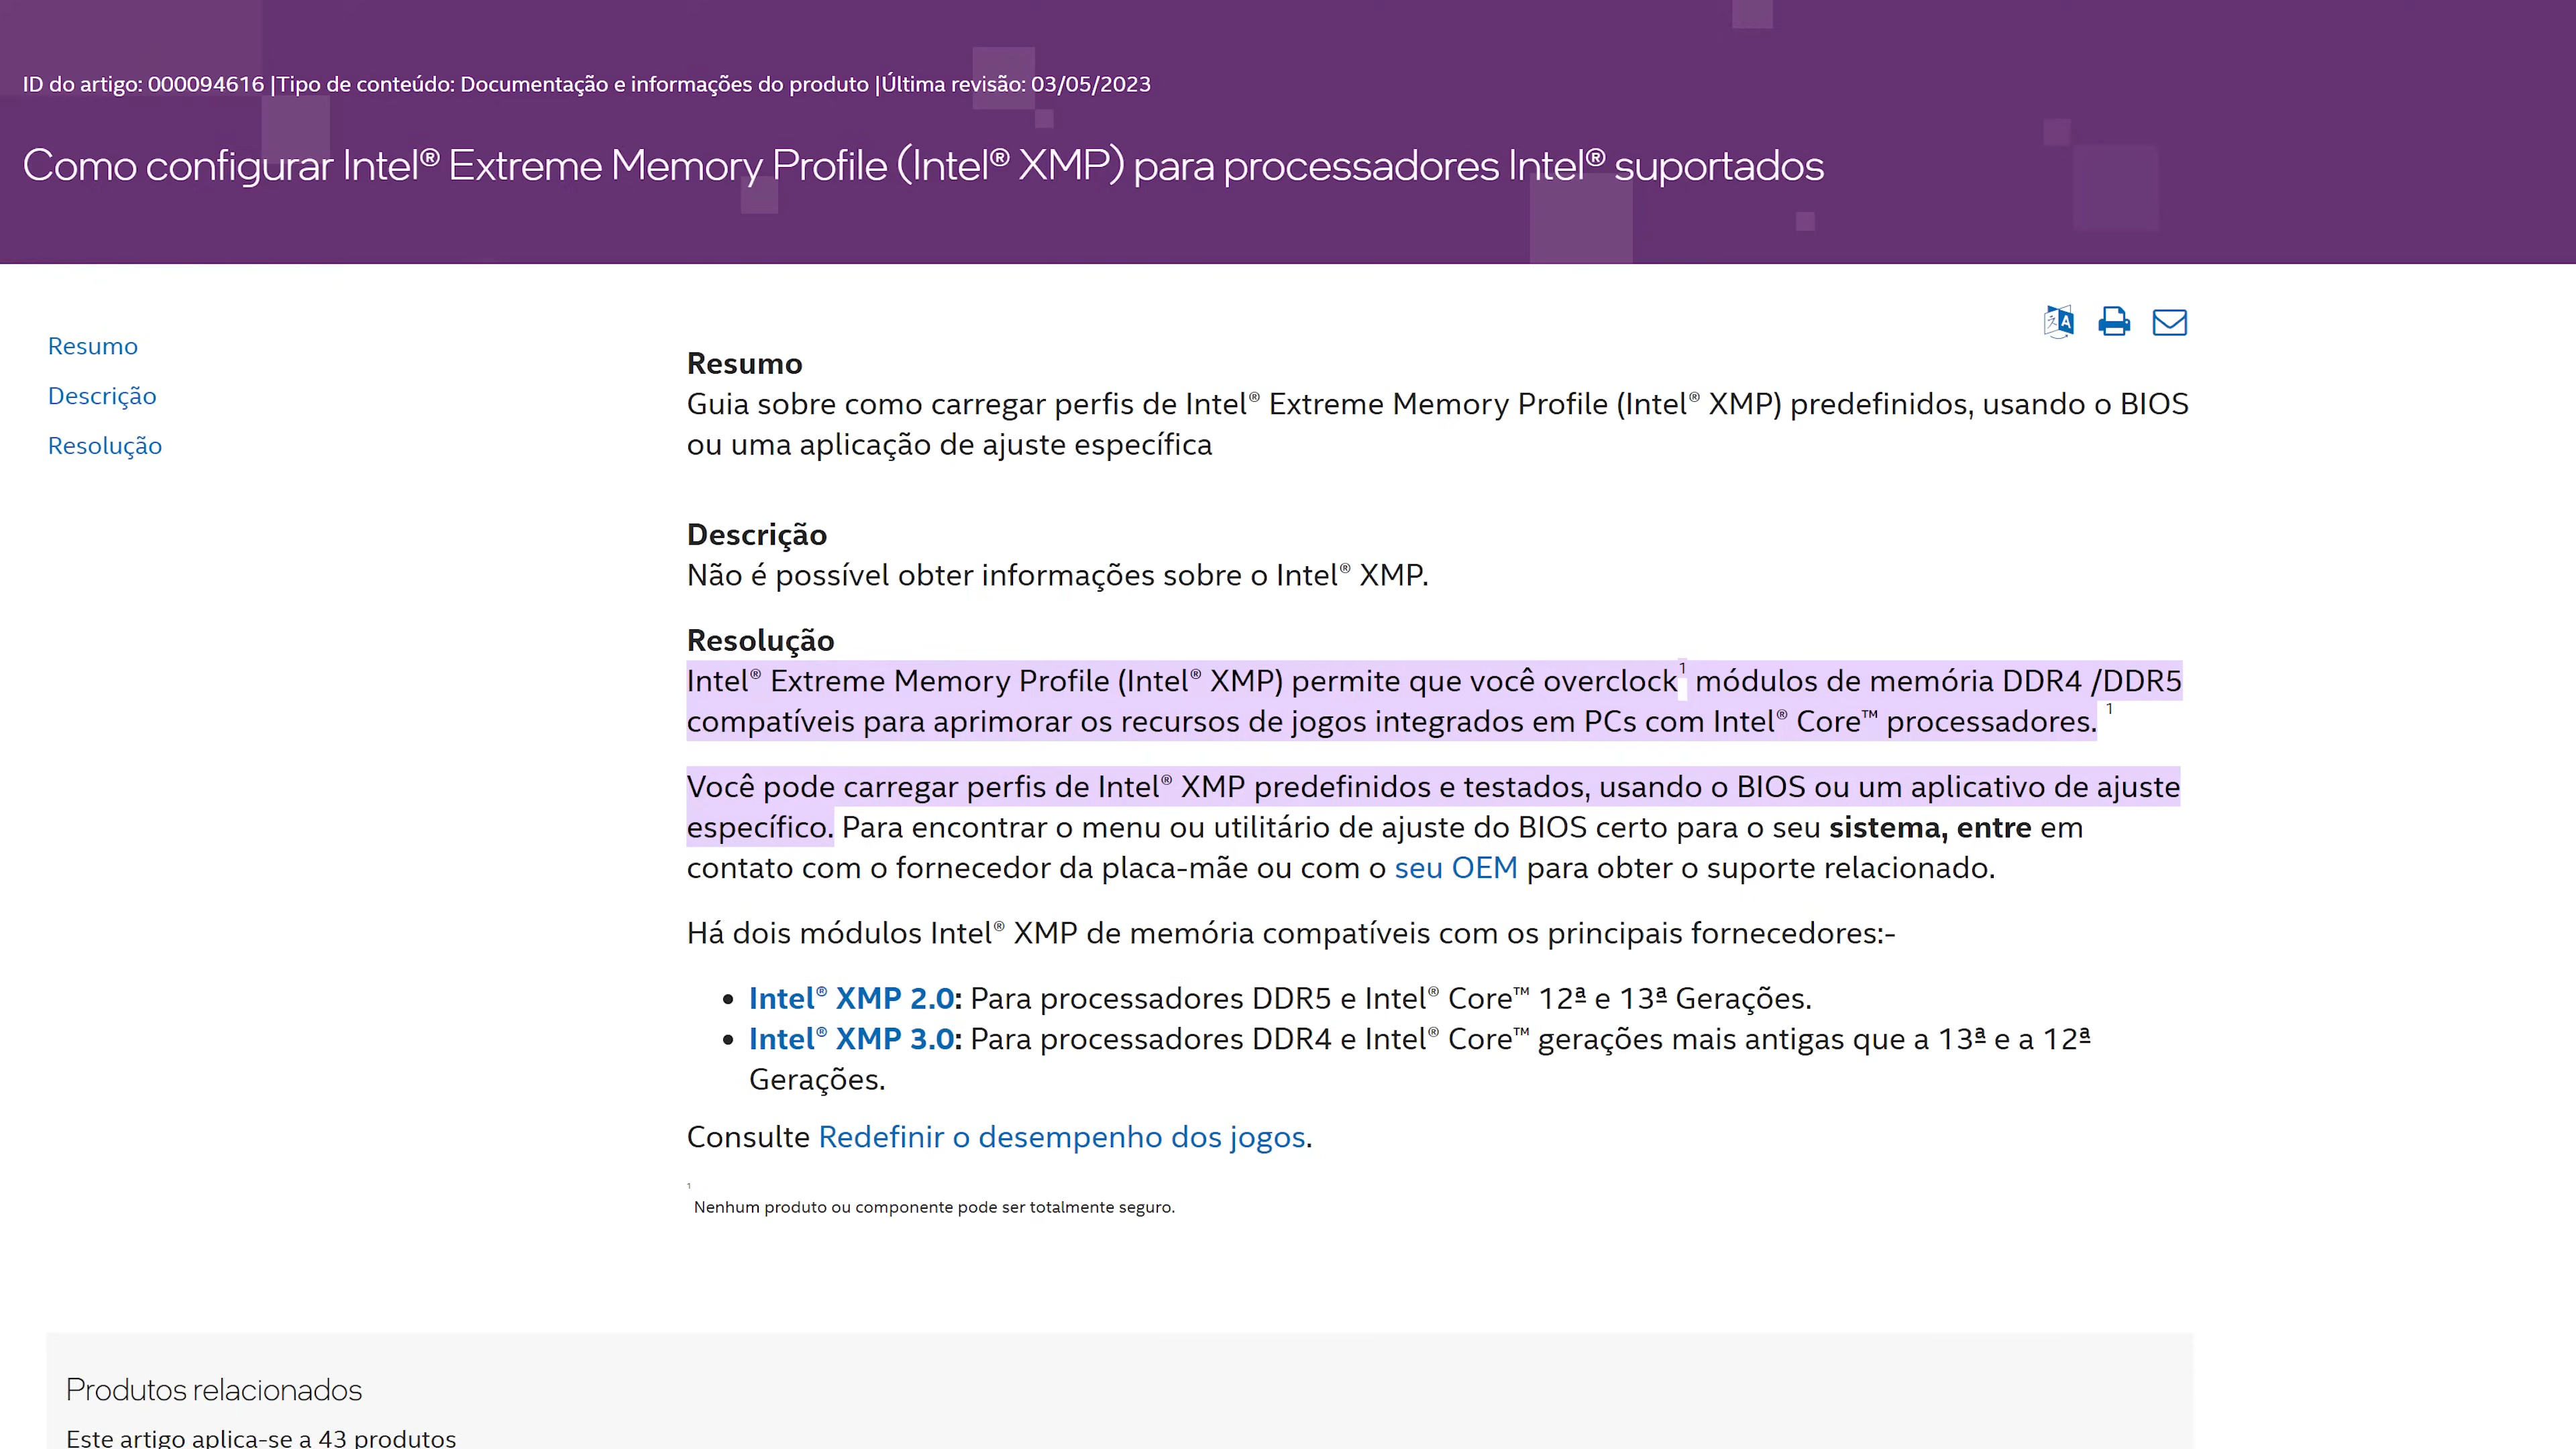 ID do artigo: 000094616 |Tipo de conteúdo: Documentação e informações do produto |Última revisão: 03/05/2023
Como configurar Intel® Extreme Memory Profile (Intel® XMP) para processadores Intel® suportados
Resumo
Descrição
Resolução
Resumo
Guia sobre como carregar perfis de Intel® Extreme Memory Profile (Intel® XMP) predefinidos, usando o BIOS
ou uma aplicação de ajuste específica
Descrição
Não é possível obter informações sobre o Intel® XMP.
Resolução
Intel® Extreme Memory Profile (Intel® XMP) permite que você overclock¹ módulos de memória DDR4 /DDR5
compatíveis para aprimorar os recursos de jogos integrados em PCs com Intel® Core™ processadores. ¹
Você pode carregar perfis de Intel® XMP predefinidos e testados, usando o BIOS ou um aplicativo de ajuste
específico. Para encontrar o menu ou utilitário de ajuste do BIOS certo para o seu sistema, entre em
contato com o fornecedor da placa-mãe ou com o seu OEM para obter o suporte relacionado.
Há dois módulos Intel® XMP de memória compatíveis com os principais fornecedores:-
• Intel® XMP 2.0: Para processadores DDR5 e Intel® Core™ 12ª e 13ª Gerações.
• Intel® XMP 3.0: Para processadores DDR4 e Intel® Core™ gerações mais antigas que a 13ª e a 12ª
Gerações.
Consulte Redefinir o desempenho dos jogos.
¹
Nenhum produto ou componente pode ser totalmente seguro.
Produtos relacionados
Este artigo aplica-se a 43 produtos